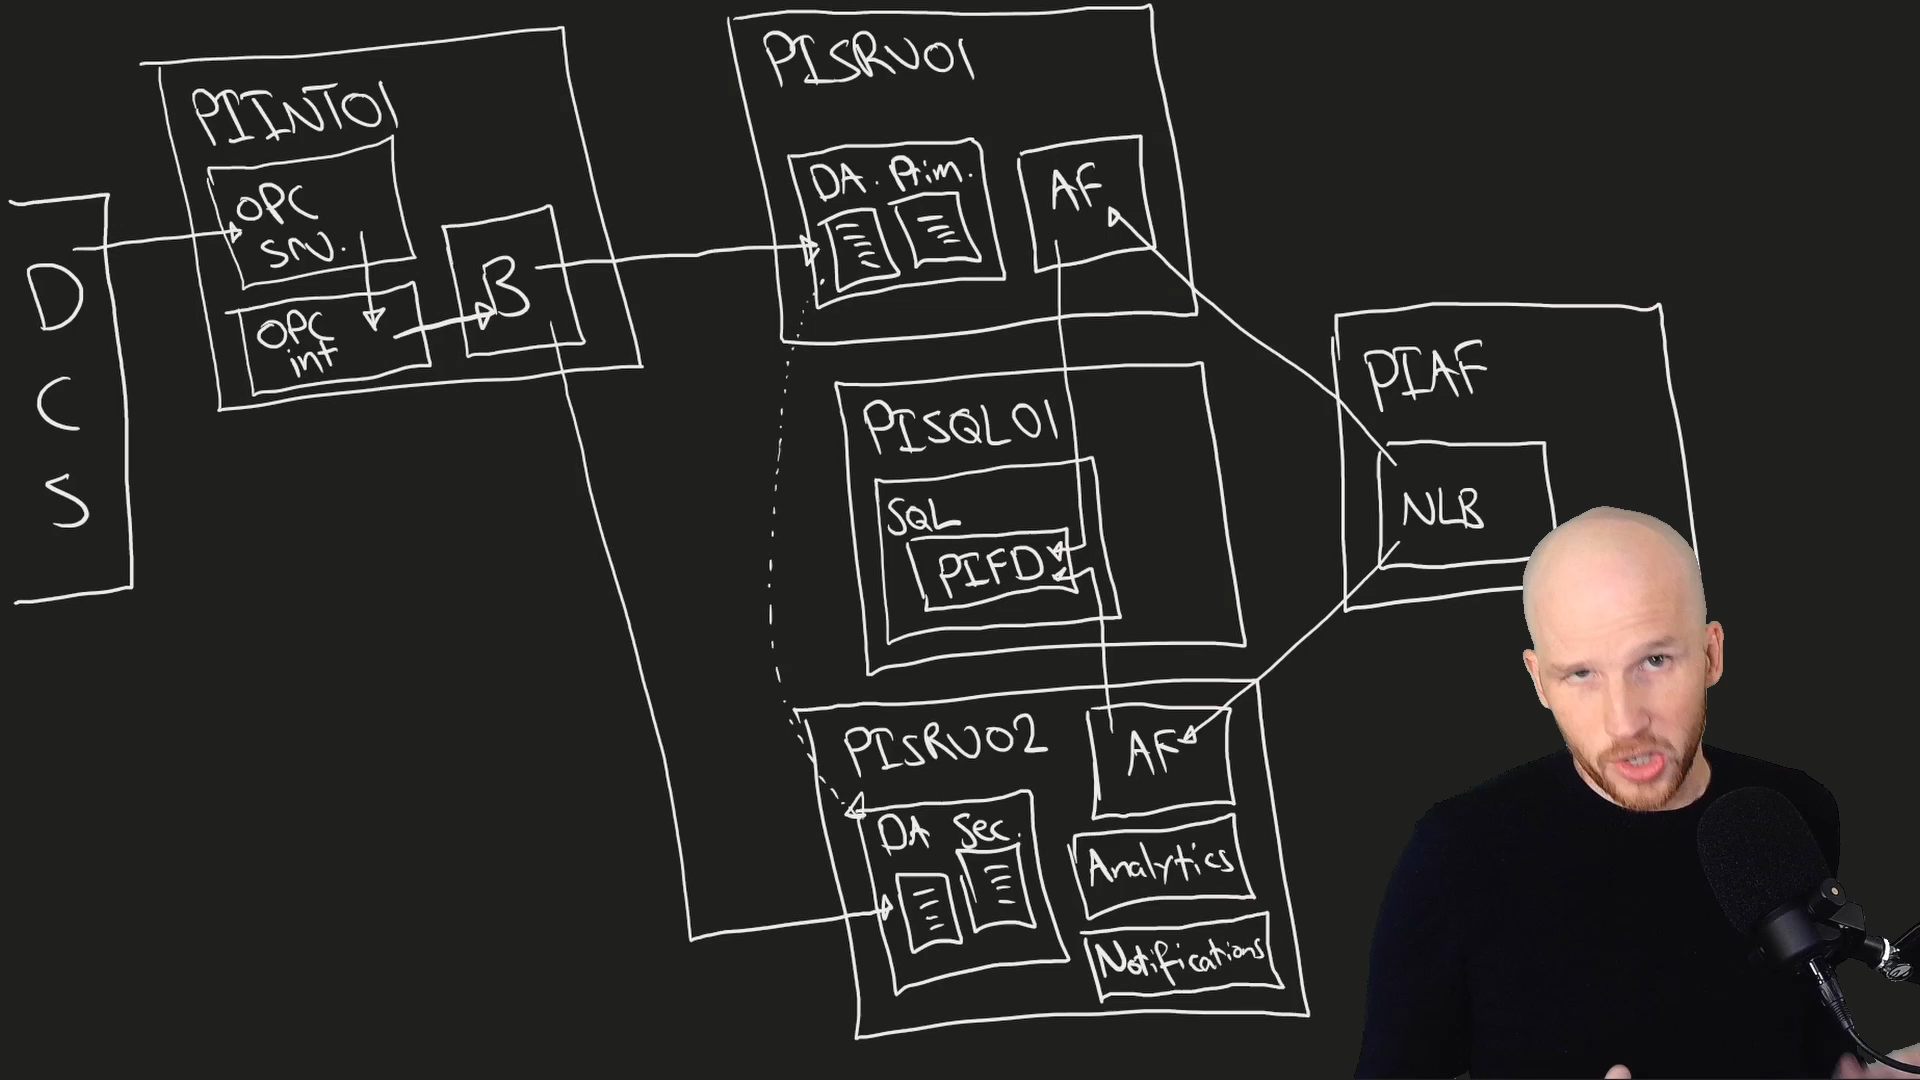 D
C
S
PIINT01
OPC
srv.
OPC
int
B
PISRV01
DA. Prim.
AF
PISQL01
SQL
PIFD
PIAF
NLB
PISRV02
AF
DA Sec.
Analytics
Notifications